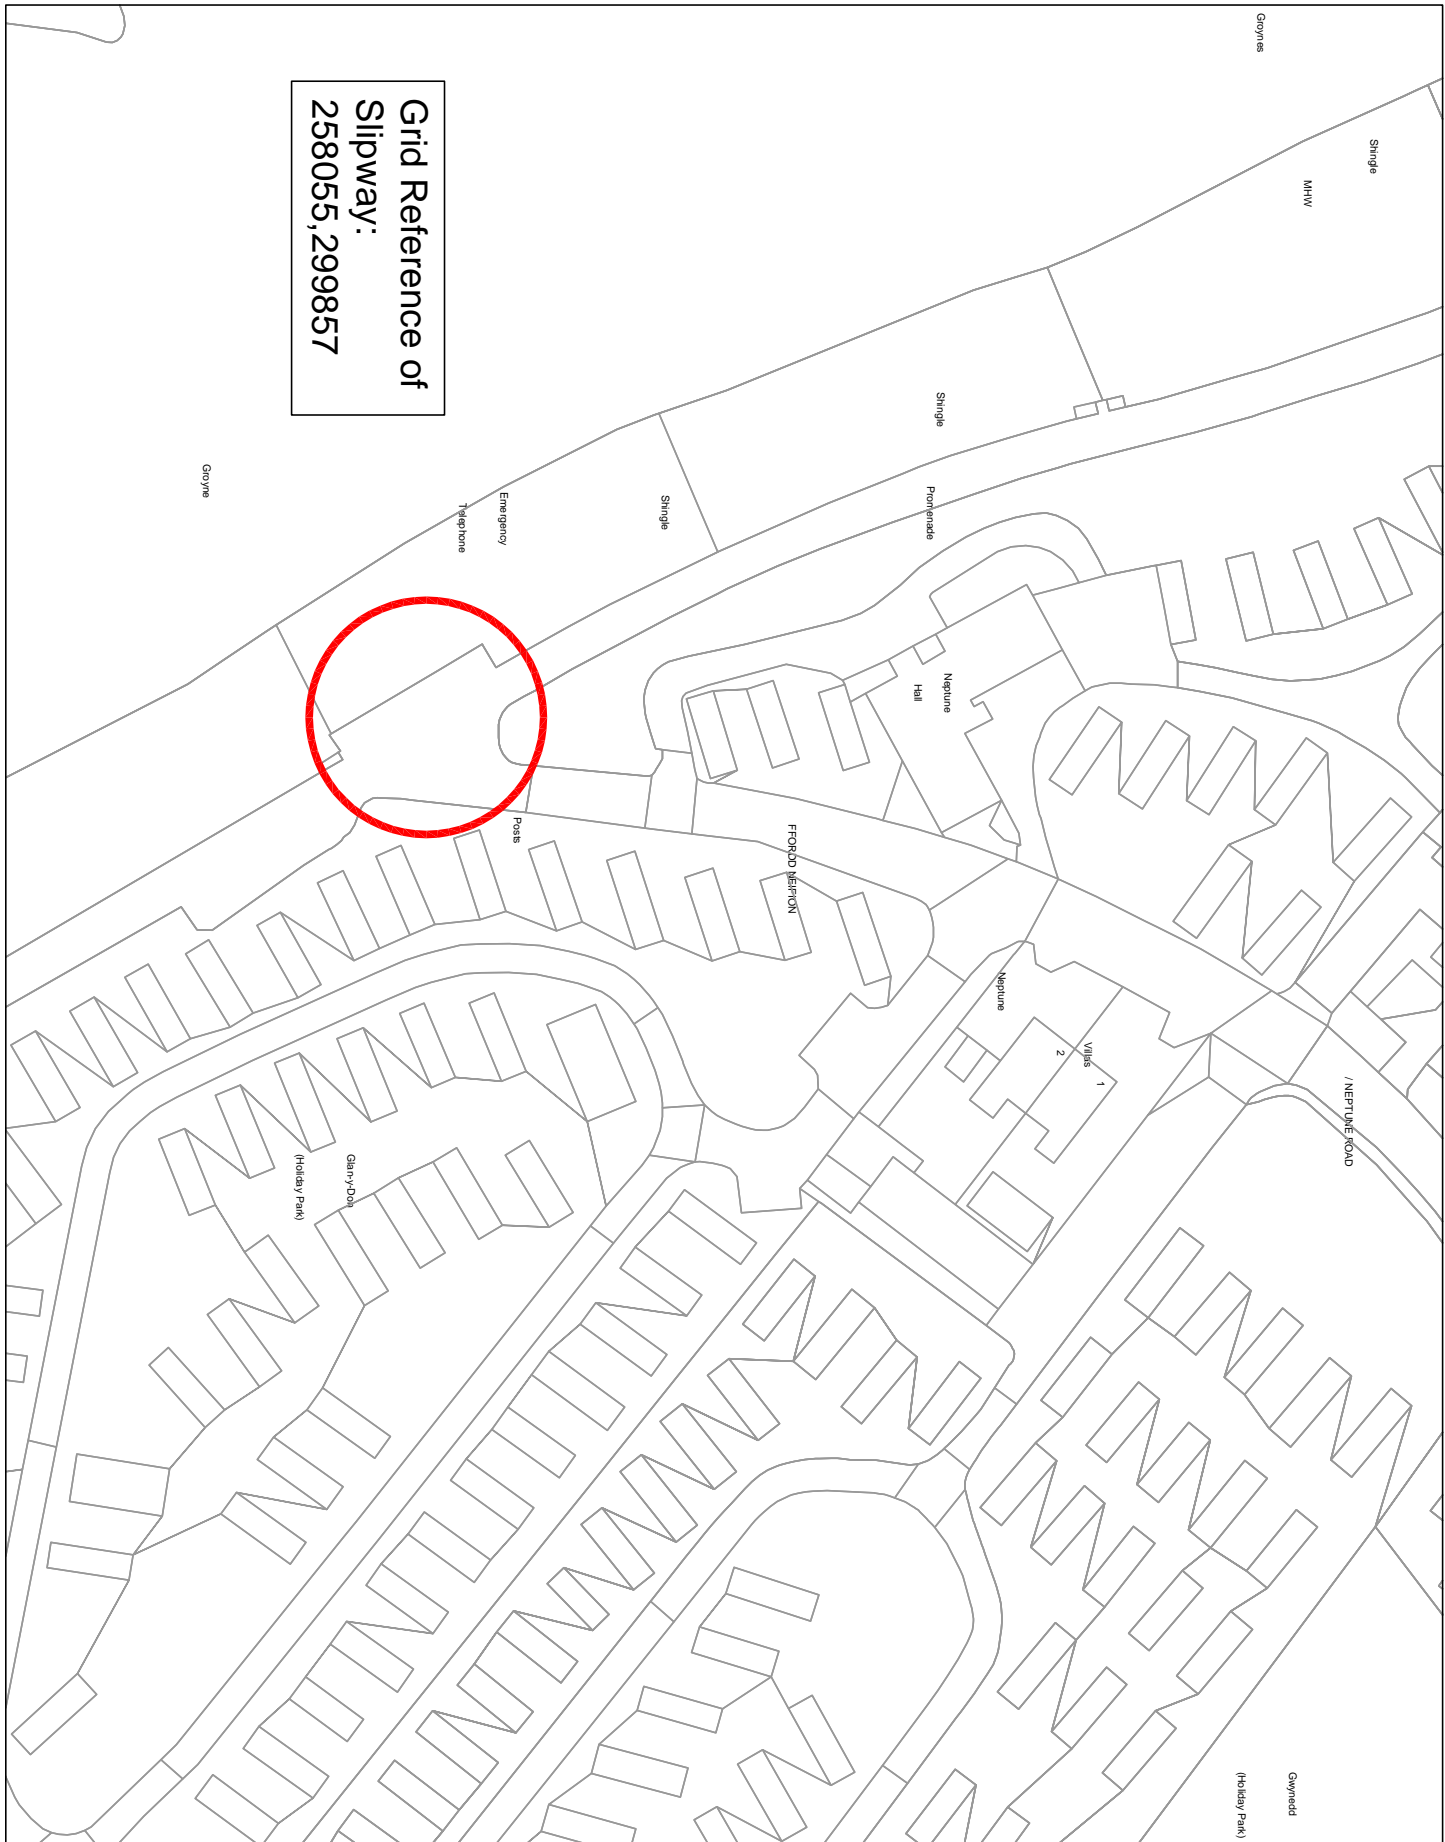 Grid Reference of
Slipway:
258055,299857
Groynes
Shingle
MHW
Shingle
Promenade
Shingle
Emergency
Telephone
Groyne
Neptune
Hall
Posts
FFORDD NEIFION
Neptune
Villas
1
2
/ NEPTUNE ROAD
Glan-y-Don
(Holiday Park)
Gwynedd
(Holiday Park)